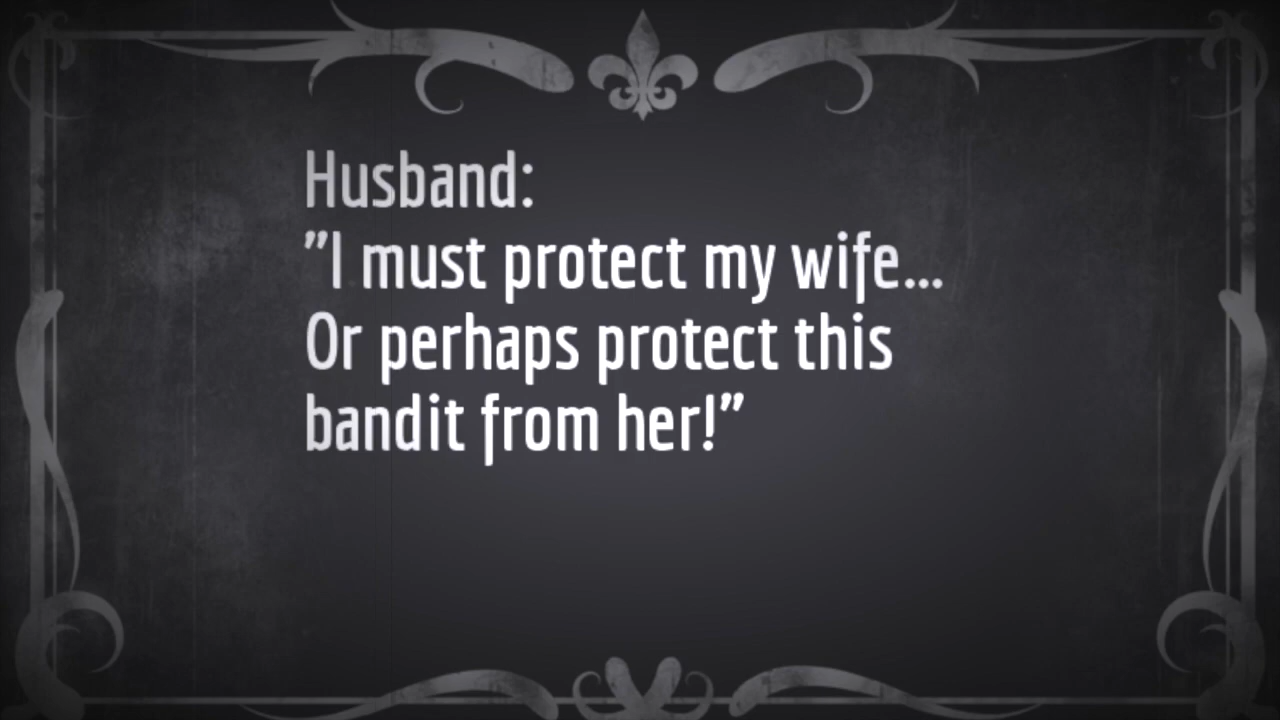 Husband:
"I must protect my wife...
Or perhaps protect this
bandit from her!"